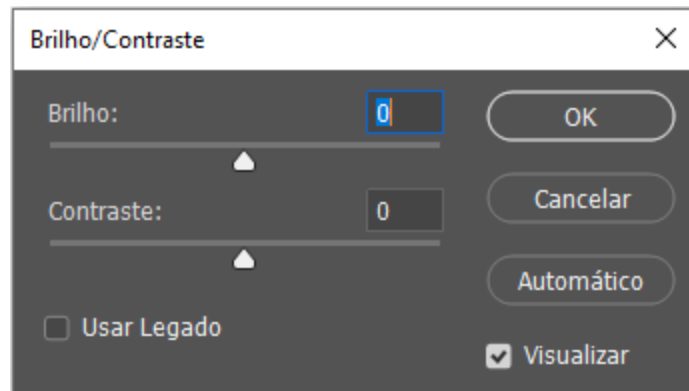 Brilho/Contraste
Brilho:
0
OK
Contraste:
0
Cancelar
Automático
Usar Legado
Visualizar